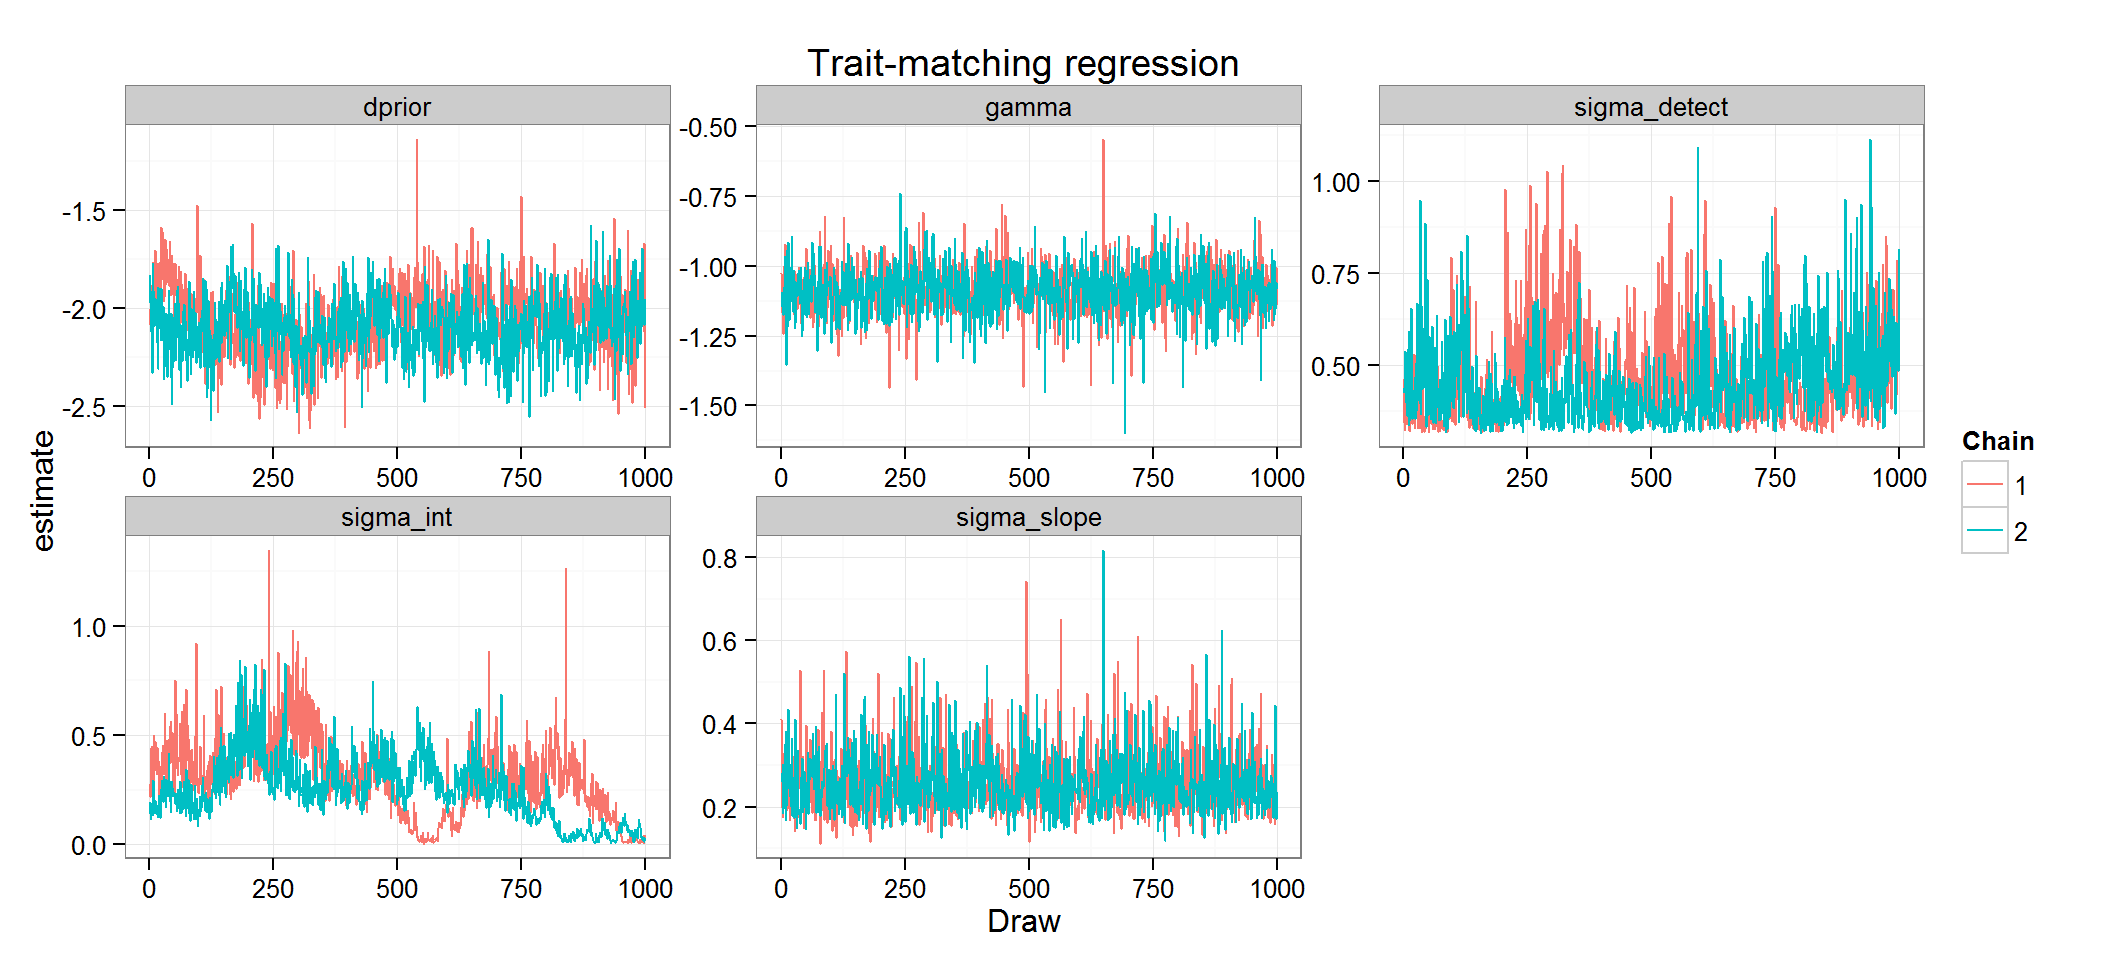 Trait-matching regression
dprior
gamma
sigma_detect
-1.5
-2.0
-2.5
-0.50
-0.75
-1.00
-1.25
-1.50
1.00
0.75
0.50
0 250 500 750 1000
0 250 500 750 1000
0 250 500 750 1000
estimate
sigma_int
sigma_slope
1.0
0.5
0.0
0.8
0.6
0.4
0.2
0 250 500 750 1000
0 250 500 750 1000
Draw
Chain
1
2